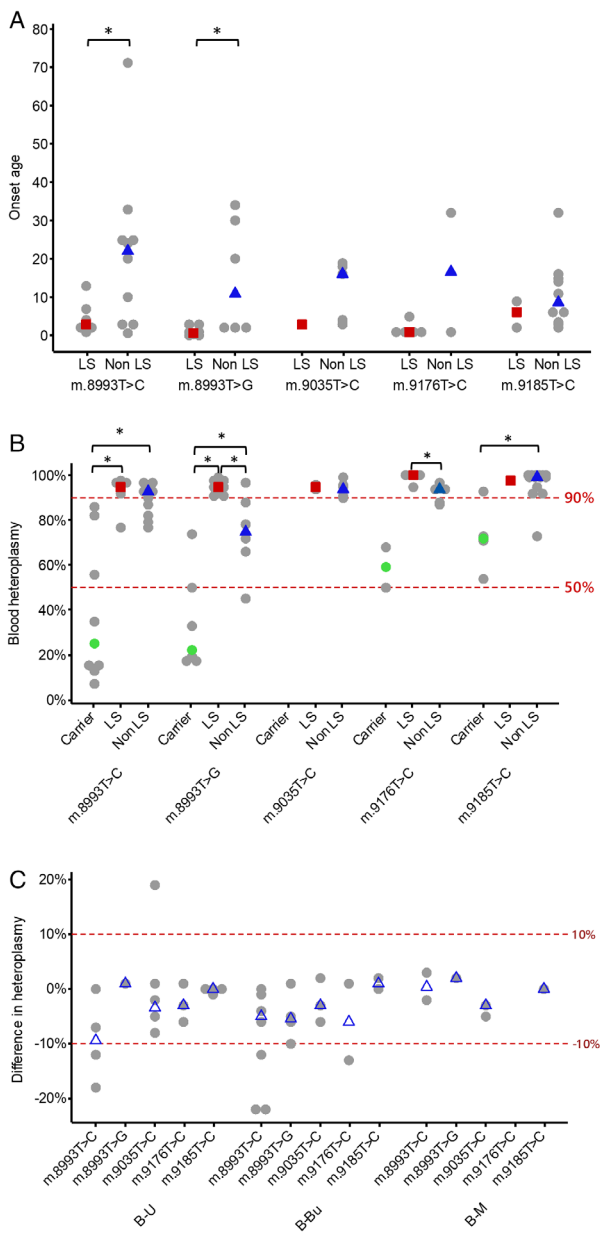 A
* *
80
70
60
50
40
30
20
10
0
Onset age
LS Non LS LS Non LS LS Non LS LS Non LS LS Non LS
m.8993T>C m.8993T>G m.9035T>C m.9176T>C m.9185T>C
B
* * * * * * *
100%
80%
60%
40%
20%
0%
Blood heteroplasmy
90%
50%
Carrier LS Non LS Carrier LS Non LS Carrier LS Non LS Carrier LS Non LS Carrier LS Non LS
m.8993T>C m.8993T>G m.9035T>C m.9176T>C m.9185T>C
C
20%
10%
0%
-10%
-20%
Difference in heteroplasmy
10%
-10%
m.8993T>C m.8993T>G m.9035T>C m.9176T>C m.9185T>C m.8993T>C m.8993T>G m.9035T>C m.9176T>C m.9185T>C m.8993T>C m.8993T>G m.9035T>C m.9176T>C m.9185T>C
B-U B-Bu B-M